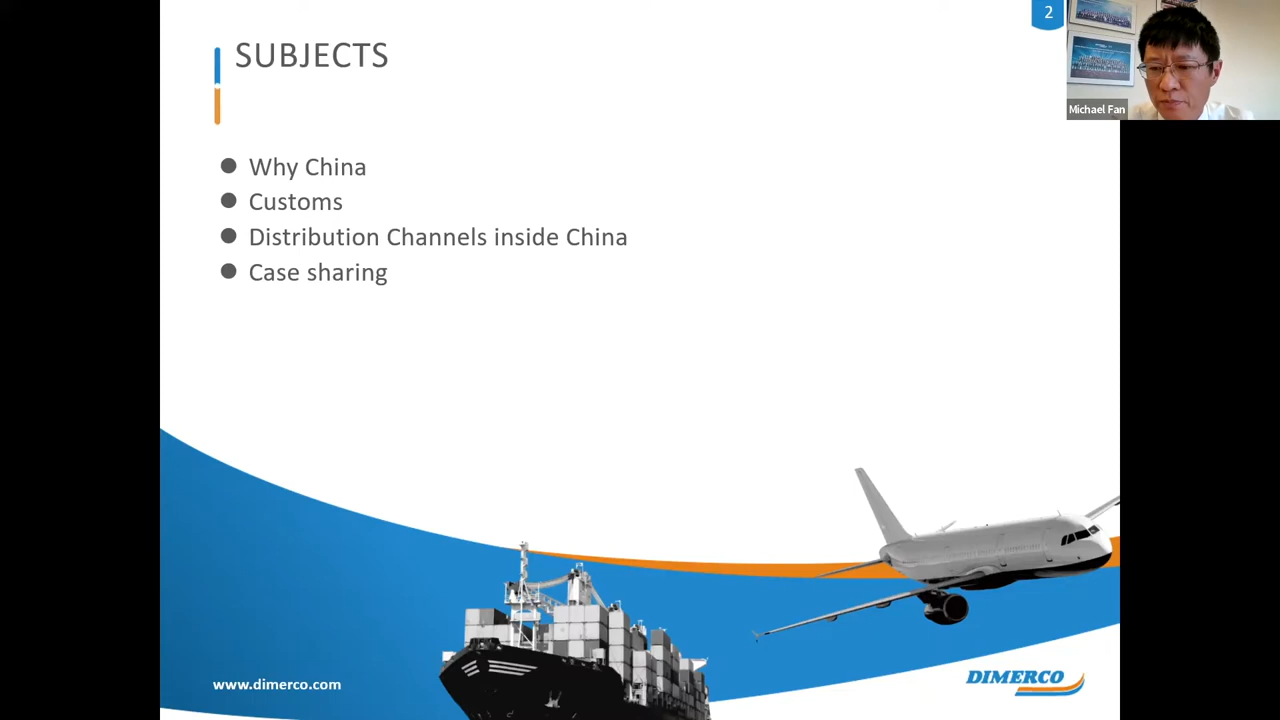 2
SUBJECTS
Michael Fan
Why China
Customs
Distribution Channels inside China
Case sharing
www.dimerco.com
DIMERCO